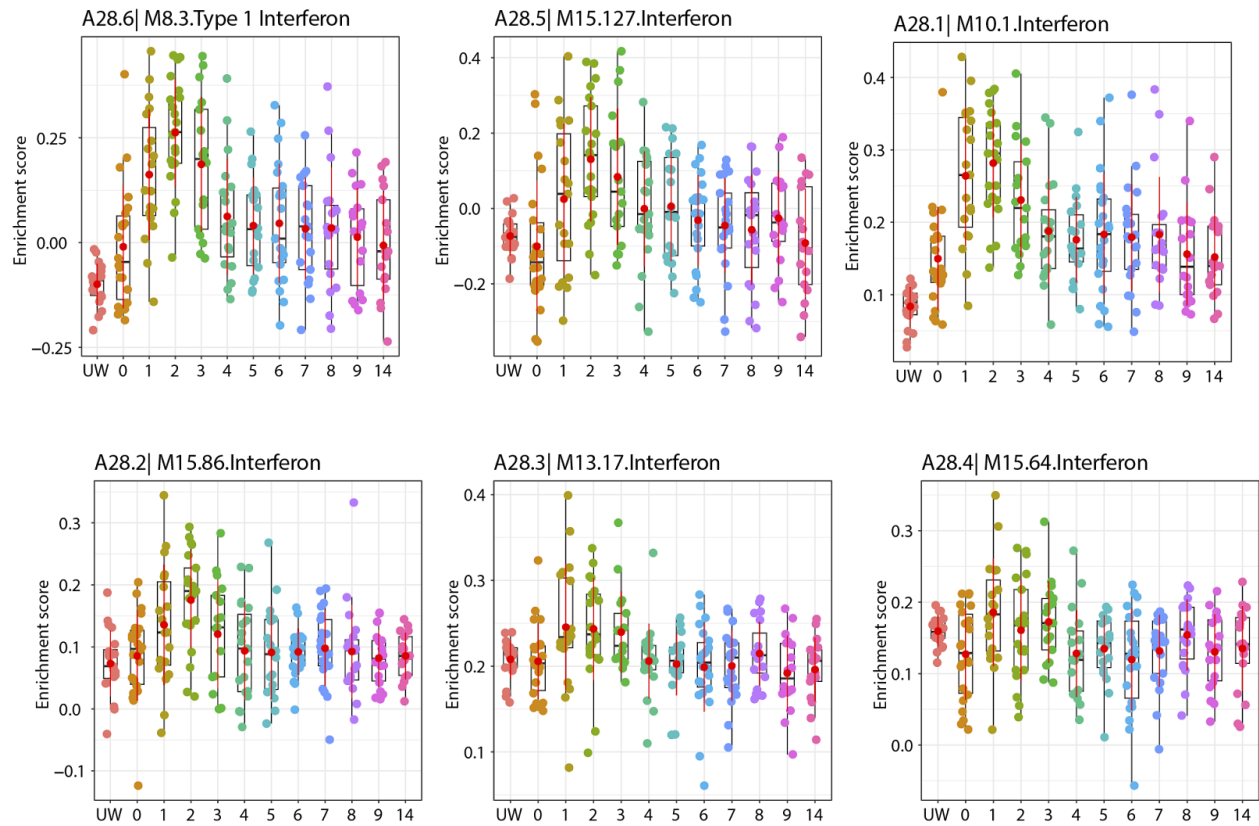 A28.6| M8.3.Type 1 Interferon
Enrichment score
0.25
0.00
−0.25
UW 0 1 2 3 4 5 6 7 8 9 14
A28.5| M15.127.Interferon
Enrichment score
0.4
0.2
0.0
−0.2
UW 0 1 2 3 4 5 6 7 8 9 14
A28.1| M10.1.Interferon
Enrichment score
0.4
0.3
0.2
0.1
UW 0 1 2 3 4 5 6 7 8 9 14
A28.2| M15.86.Interferon
Enrichment score
0.3
0.2
0.1
0.0
−0.1
UW 0 1 2 3 4 5 6 7 8 9 14
A28.3| M13.17.Interferon
Enrichment score
0.4
0.3
0.2
0.1
UW 0 1 2 3 4 5 6 7 8 9 14
A28.4| M15.64.Interferon
Enrichment score
0.3
0.2
0.1
0.0
UW 0 1 2 3 4 5 6 7 8 9 14